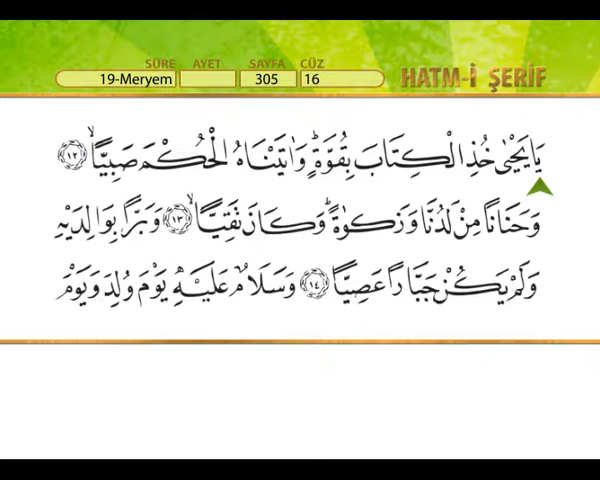 SÛRE AYET SAYFA CÜZ
19-Meryem 305 16 HATM-İ ŞERİF
يَا يَحْيٰى خُذِ الْكِتَابَ بِقُوَّةٍۜ وَاٰتَيْنَاهُ الْحُكْمَ صَبِيًّاۙ ﴿١٢﴾
وَحَنَانًا مِنْ لَدُنَّا وَزَكٰوةًۜ وَكَانَ تَقِيًّاۙ ﴿١٣﴾ وَبَرًّا بِوَالِدَيْهِ
وَلَمْ يَكُنْ جَبَّارًا عَصِيًّا ﴿١٤﴾ وَسَلَامٌ عَلَيْهِ يَوْمَ وُلِدَ وَيَوْمَ